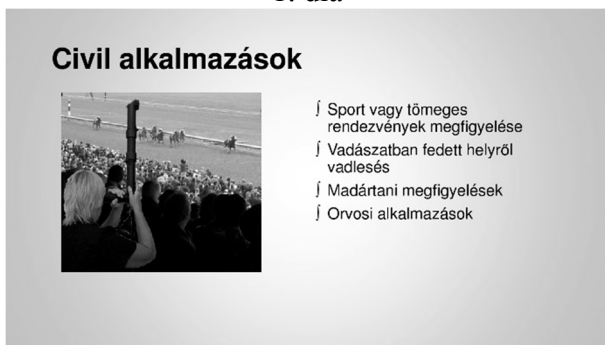 Civil alkalmazások
∫ Sport vagy tömeges
rendezvények megfigyelése
∫ Vadászatban fedett helyről
vadlesés
∫ Madártani megfigyelések
∫ Orvosi alkalmazások